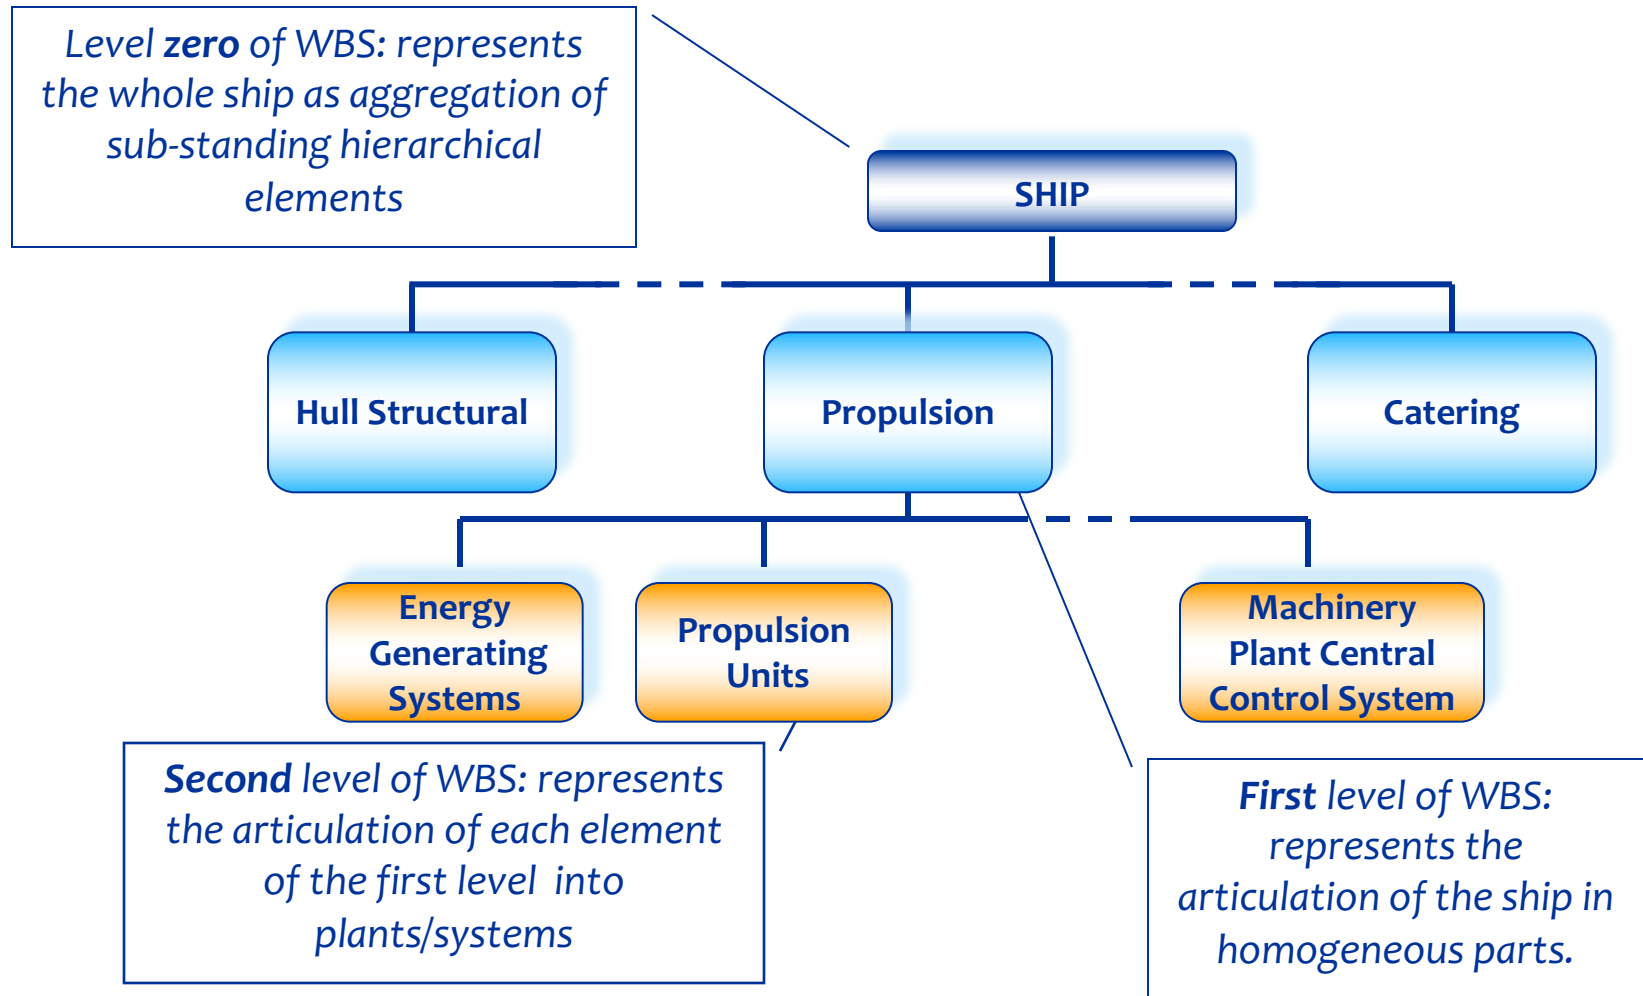 Level zero of WBS: represents
the whole ship as aggregation of
sub-standing hierarchical
elements
SHIP
Hull Structural
Propulsion
Catering
Energy
Generating
Systems
Propulsion
Units
Machinery
Plant Central
Control System
Second level of WBS: represents
the articulation of each element
of the first level into
plants/systems
First level of WBS:
represents the
articulation of the ship in
homogeneous parts.